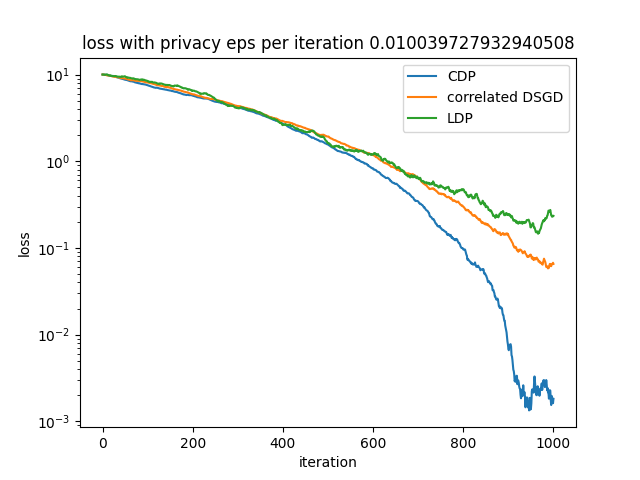 loss with privacy eps per iteration 0.010039727932940508
CDP
correlated DSGD
LDP
loss
10¹
10⁰
10⁻¹
10⁻²
10⁻³
0 200 400 600 800 1000
iteration